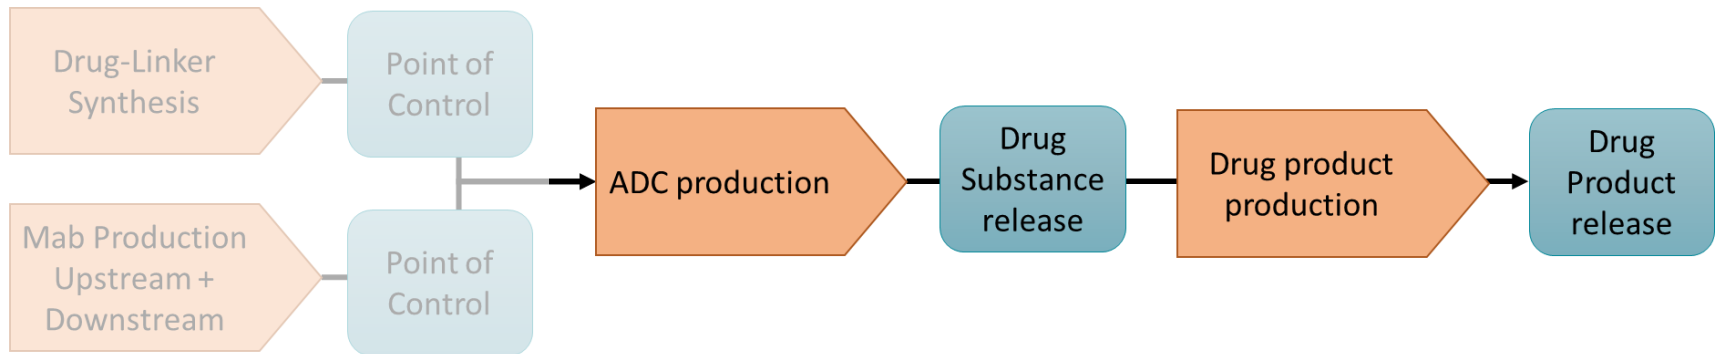 Drug-Linker
Synthesis
Point of
Control
Mab Production
Upstream +
Downstream
Point of
Control
ADC production
Drug
Substance
release
Drug product
production
Drug
Product
release